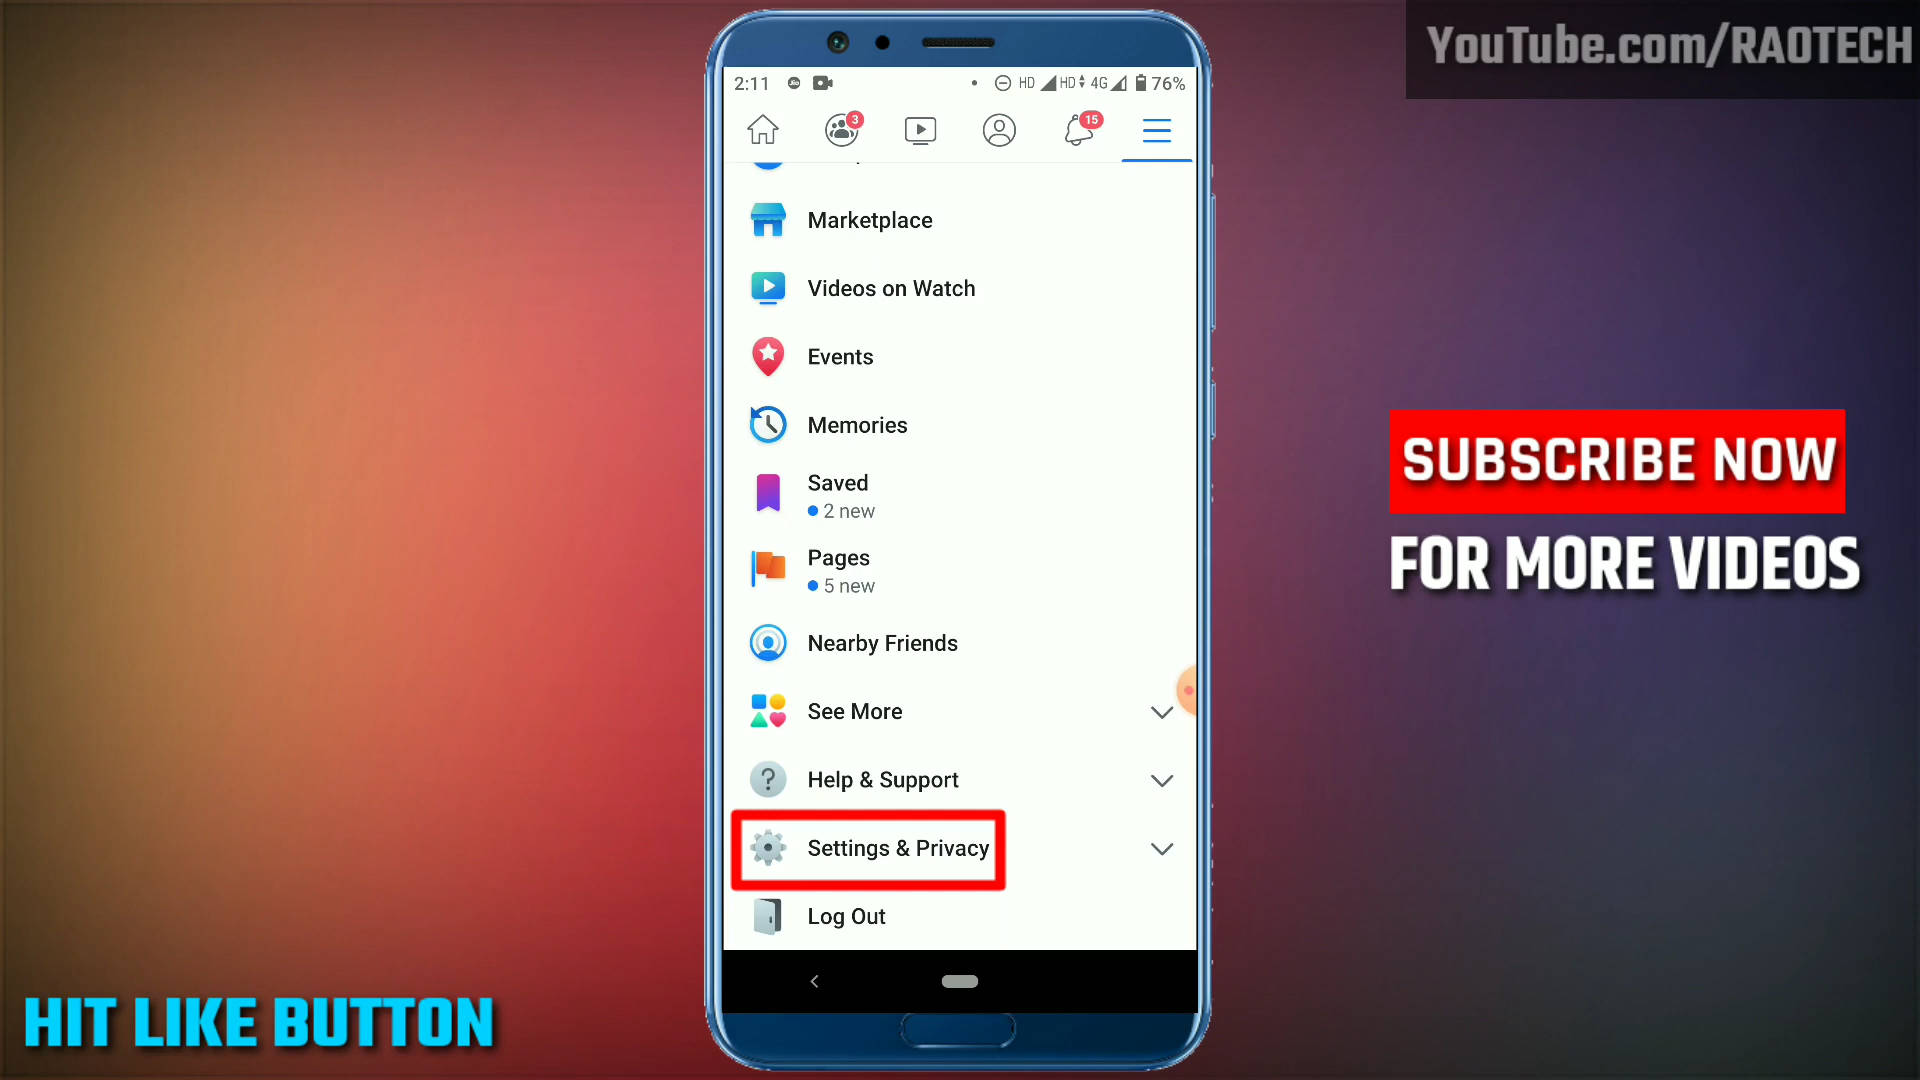 YouTube.com/RAOTECH
2:11 Jio HD HD 4G 76%
3
15
Marketplace
Videos on Watch
Events
Memories
Saved
2 new
Pages
5 new
Nearby Friends
See More
? Help & Support
Settings & Privacy
Log Out
SUBSCRIBE NOW
FOR MORE VIDEOS
HIT LIKE BUTTON